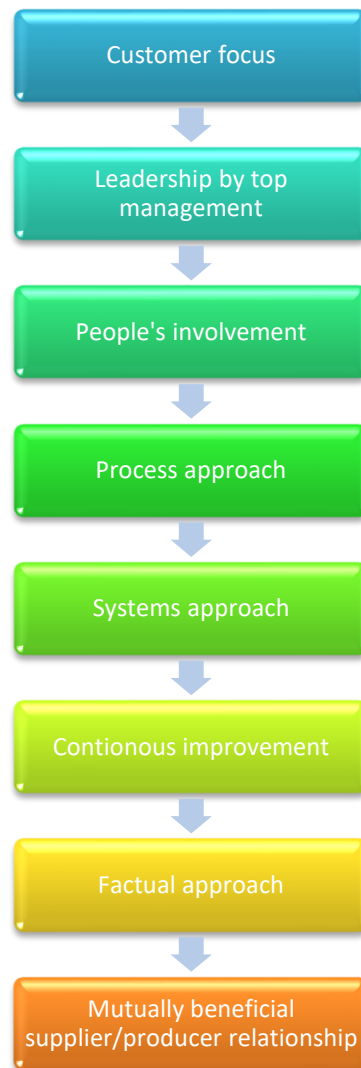 Customer focus
Leadership by top
management
People's involvement
Process approach
Systems approach
Contionous improvement
Factual approach
Mutually beneficial
supplier/producer relationship